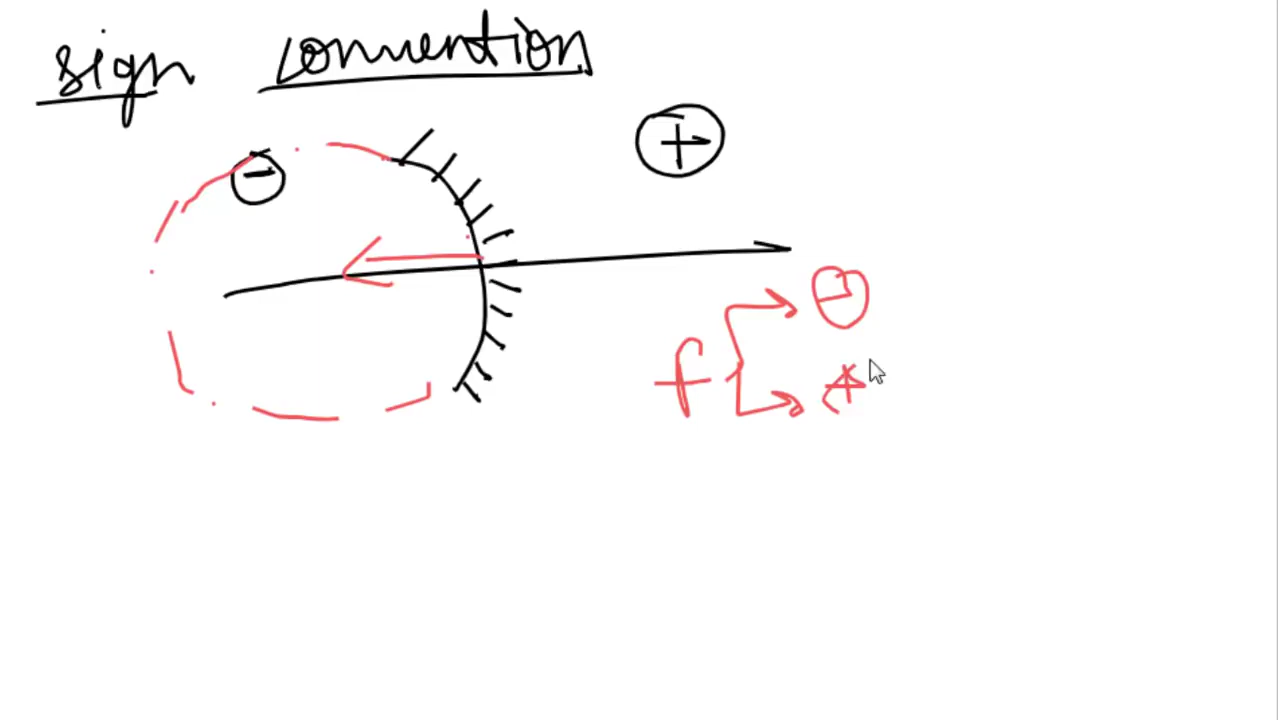 sign convention
+
-
f
-
+